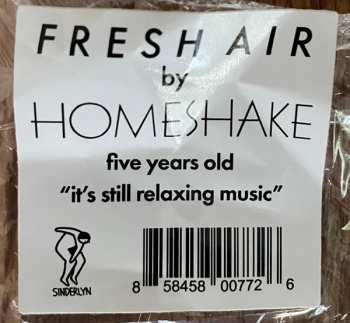 FRESH AIR
by
HOMESHAKE
five years old
"it's still relaxing music"
SINDERLYN
8 58458 00772 6